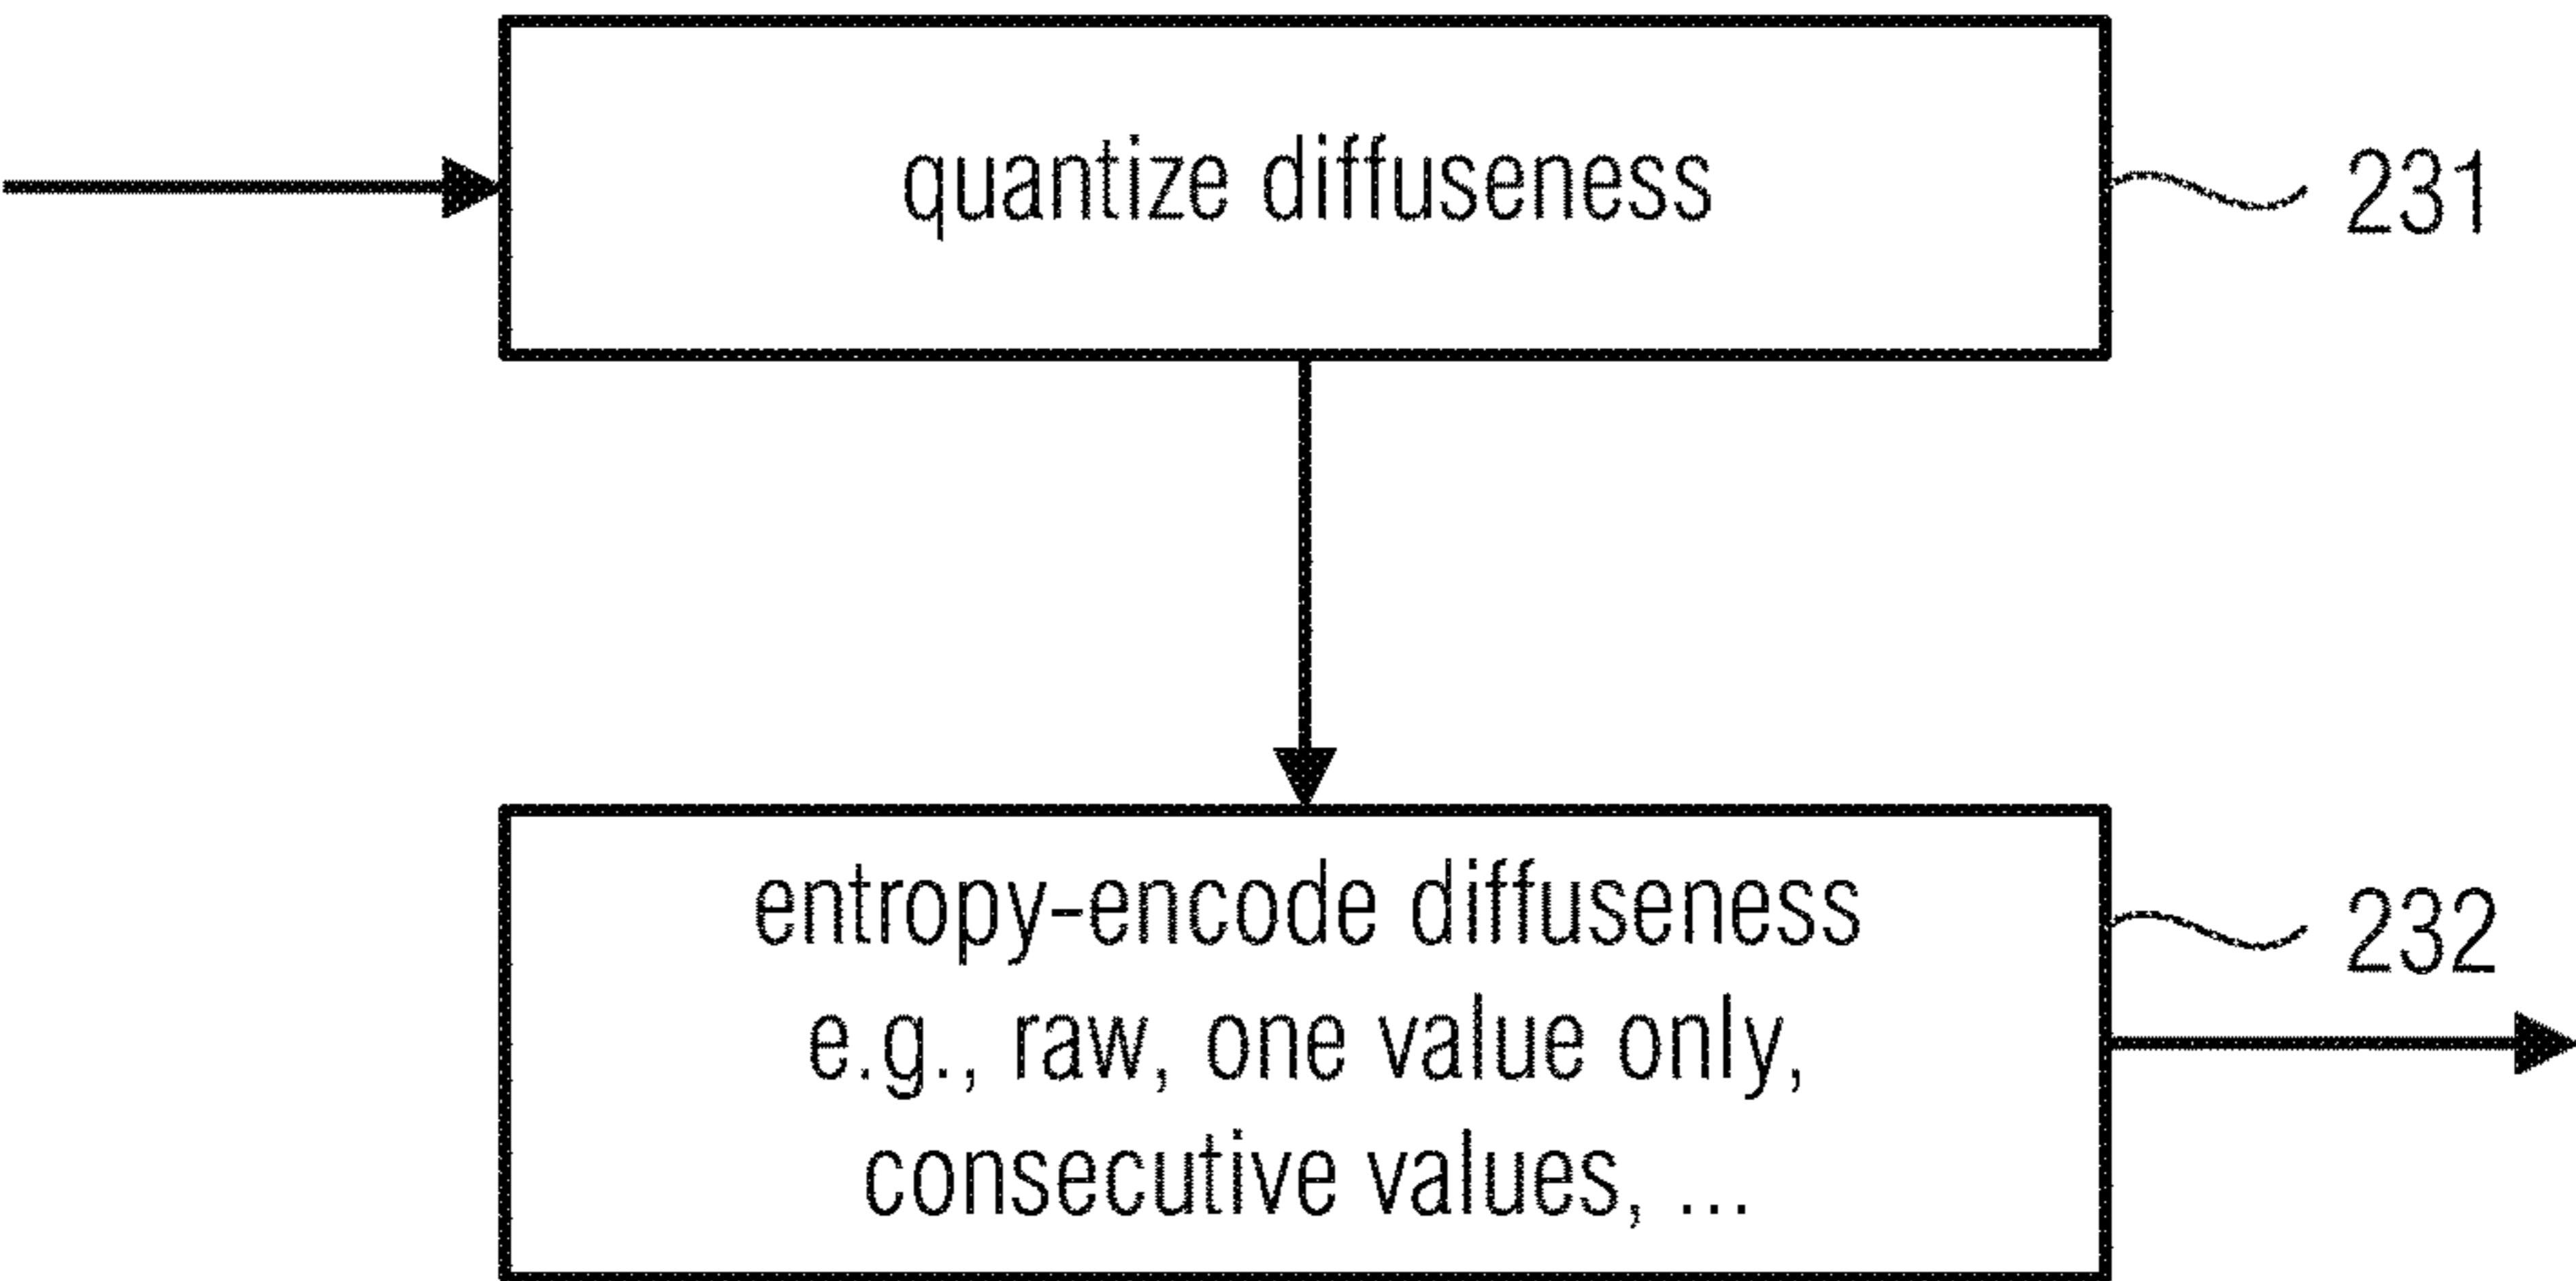 quantize diffuseness
231
entropy-encode diffuseness
e.g., raw, one value only,
consecutive values, ...
232